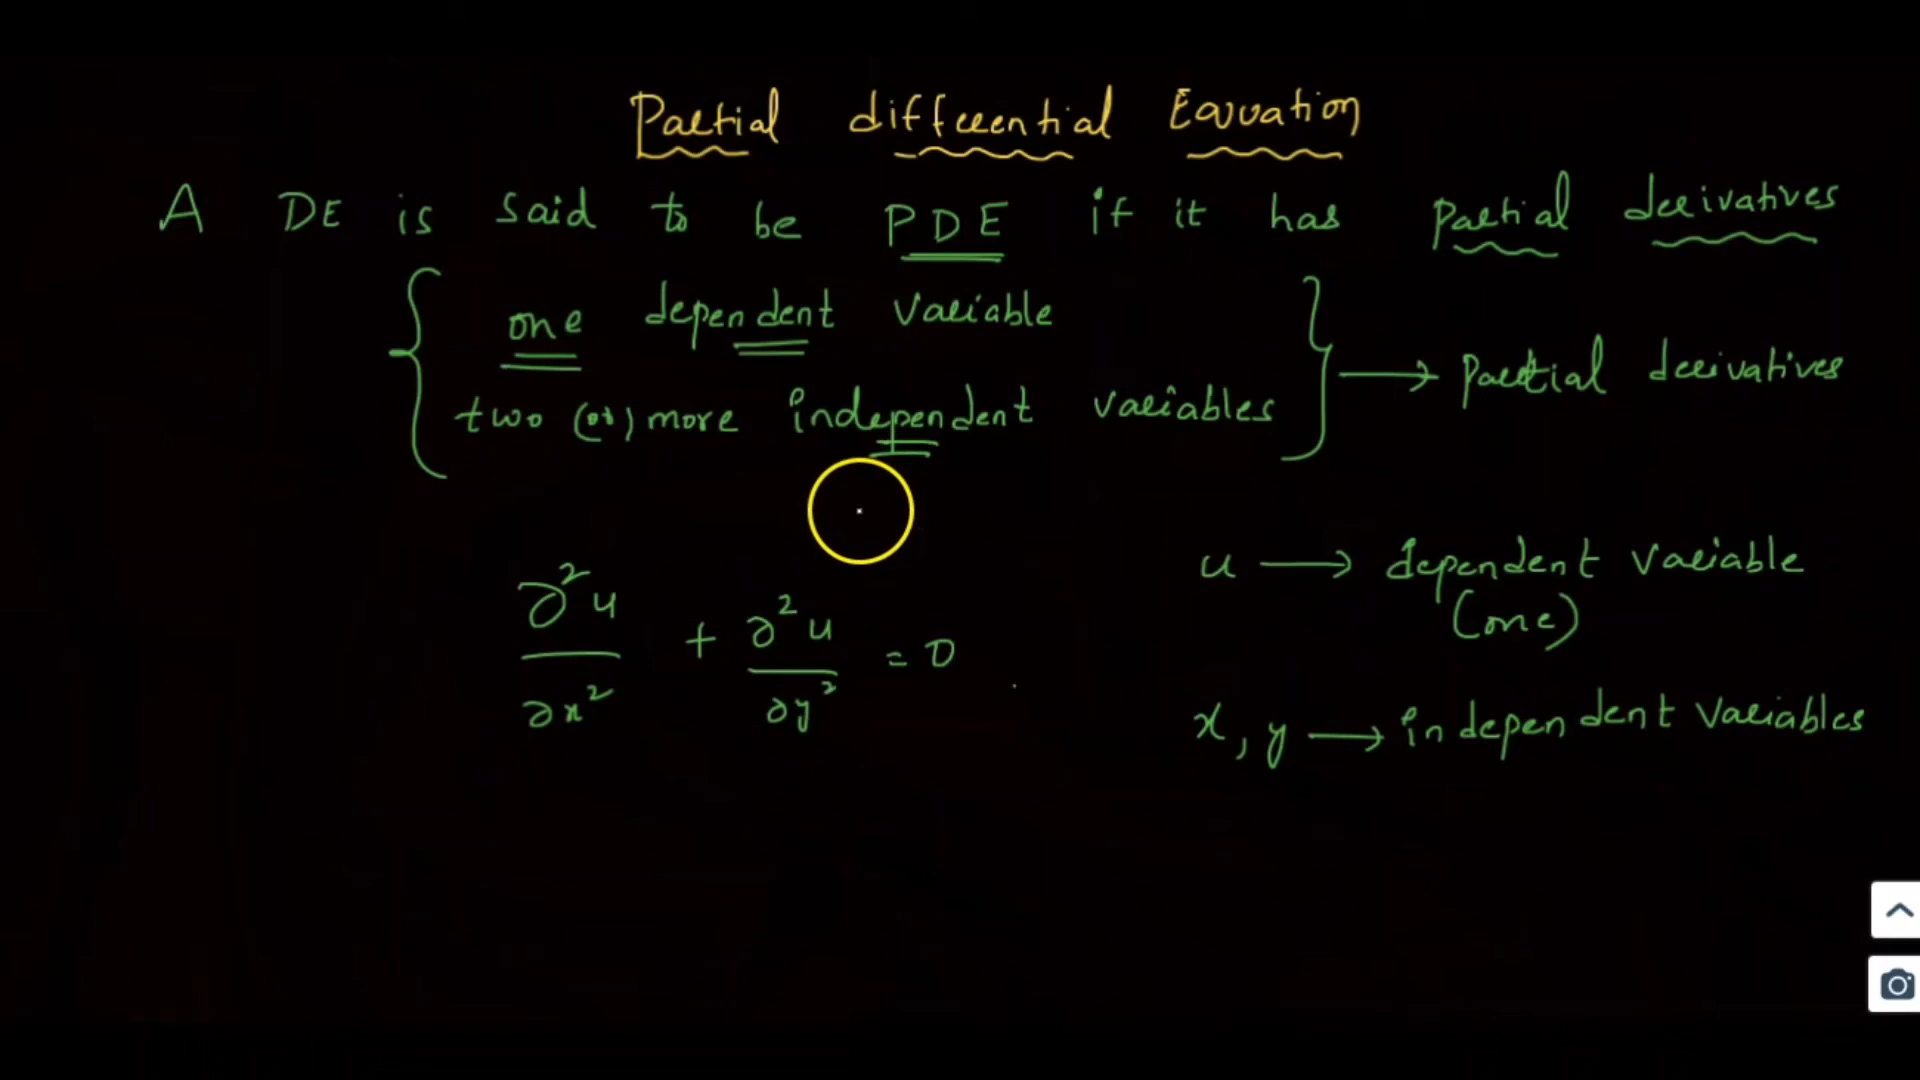 Partial differential Equation
A DE is said to be PDE if it has partial derivatives
{ one dependent variable
two (or) more independent variables } → partial derivatives
∂²u/∂x² + ∂²u/∂y² = 0
u → dependent variable
(one)
x, y → independent variables